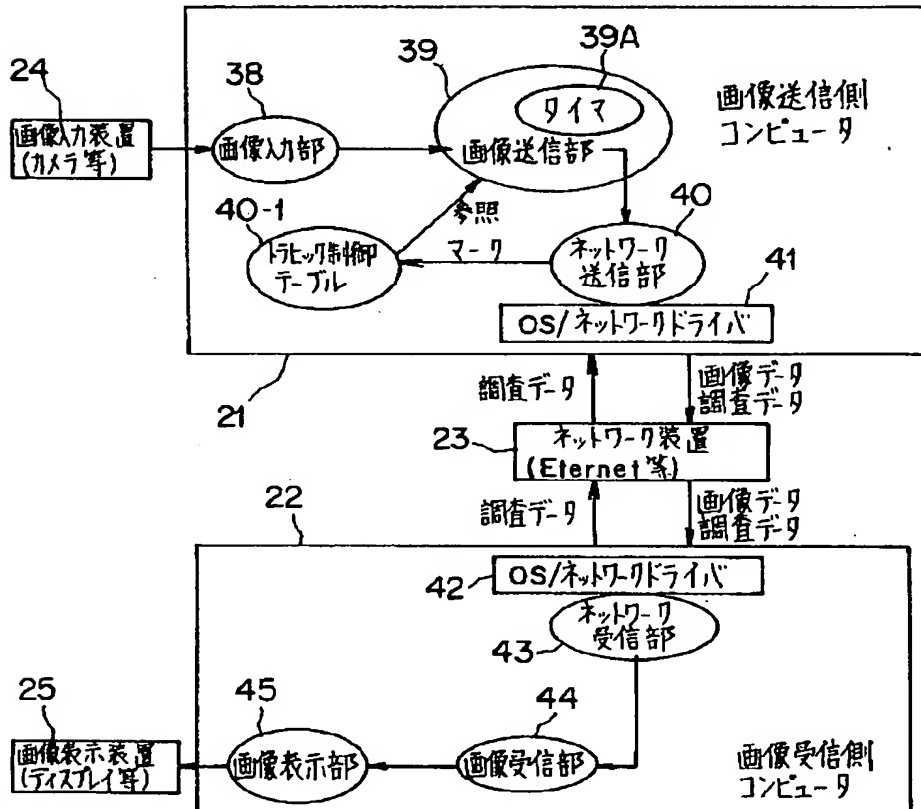 39A
39
38
24
タイマ
画像送信側
コンピュータ
画像入力装置
(カメラ等)
画像入力部
画像送信部
40-1
参照
40
トラヒック制御
テーブル
マーク
ネットワーク
送信部
41
OS/ネットワークドライバ
21
調査データ
画像データ
調査データ
23
ネットワーク装置
(Eternet等)
22
調査データ
画像データ
調査データ
42
OS/ネットワークドライバ
ネットワーク
受信部
43
25
45
44
画像表示装置
(ディスプレイ等)
画像表示部
画像受信部
画像受信側
コンピュータ